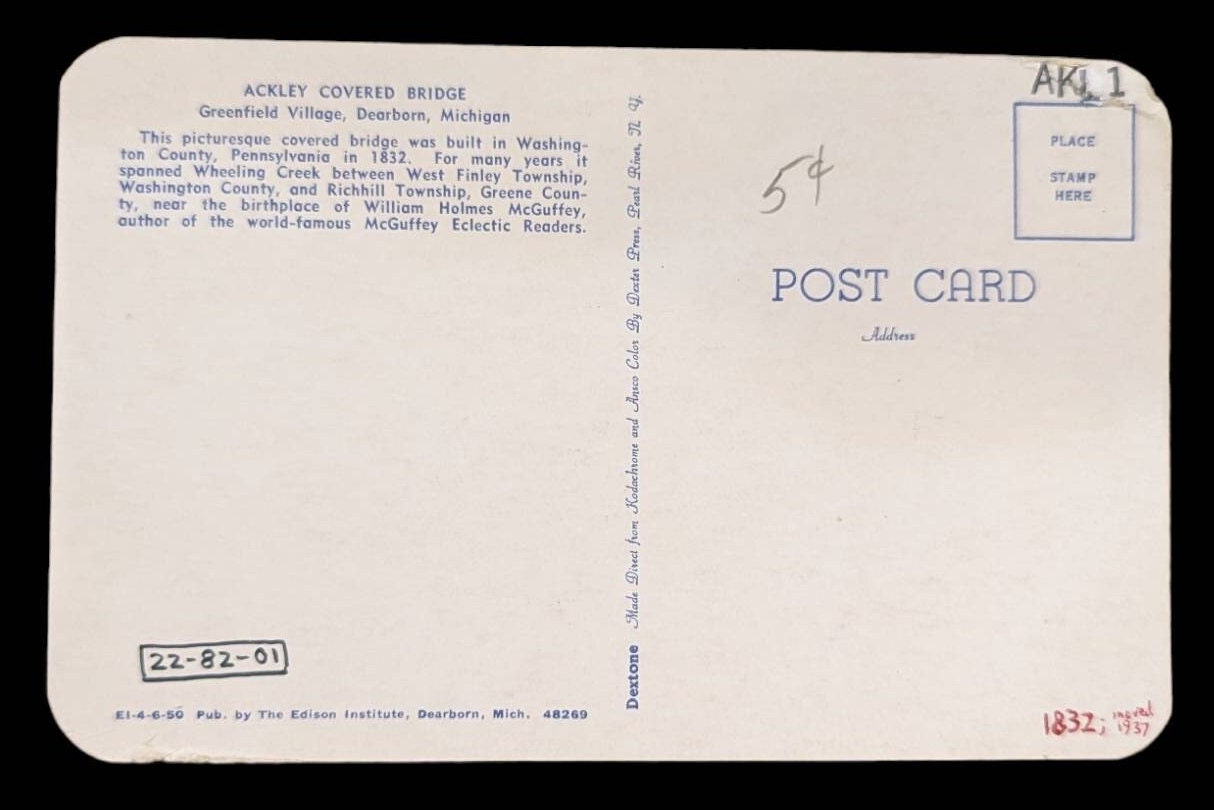 ACKLEY COVERED BRIDGE
Greenfield Village, Dearborn, Michigan
This picturesque covered bridge was built in Washing-
ton County, Pennsylvania in 1832. For many years it
spanned Wheeling Creek between West Finley Township,
Washington County, and Richhill Township, Greene Coun-
ty, near the birthplace of William Holmes McGuffey,
author of the world-famous McGuffey Eclectic Readers.
22-82-01
EI-4-6-50 Pub. by The Edison Institute, Dearborn, Mich. 48269
Dextone Made Direct from Kodachrome and Ansco Color By Dexter Press, Pearl River, N. Y.
AKL 1
PLACE
STAMP
HERE
5¢
POST CARD
Address
1832; moved
1937